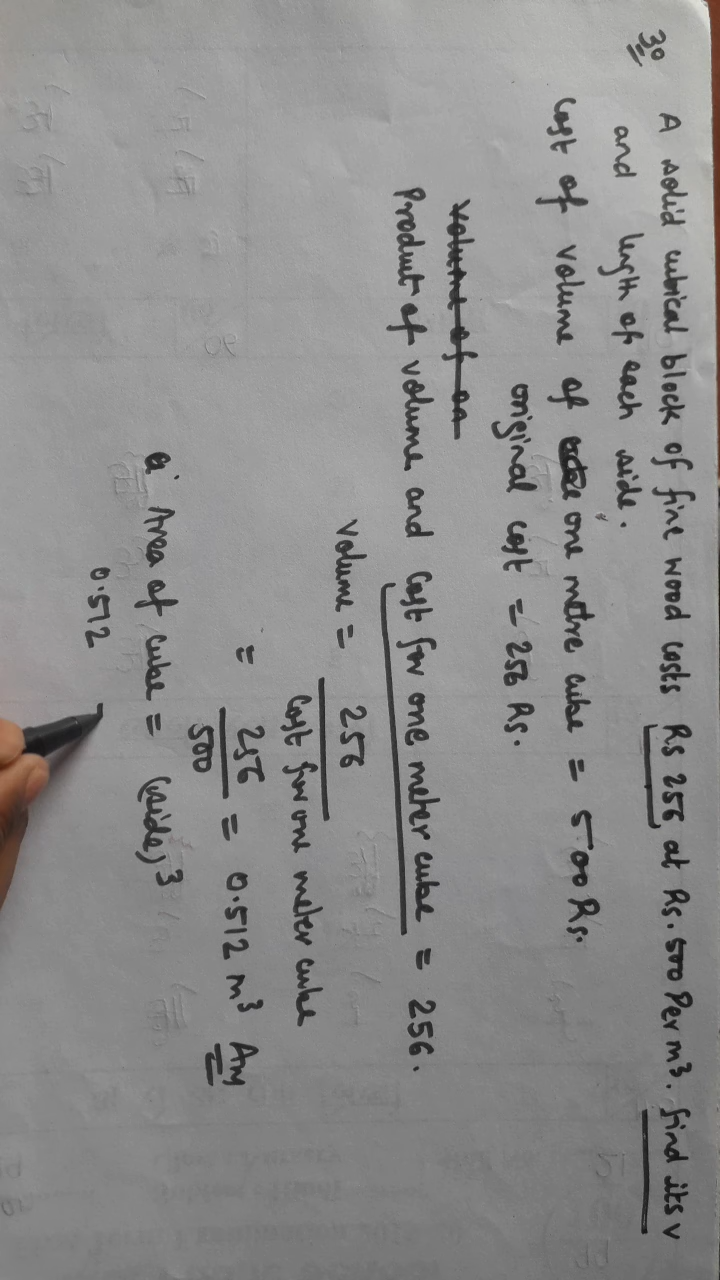 30
A solid cubical block of fine wood costs Rs 256 at Rs. 500 Per m³. find its v
and length of each side.
Cost of volume of one metre cube = 500 Rs.
original cost = 256 Rs.
Volume of
Product of volume and Cost for one meter cube = 256.
Volume = 256
Cost for one meter cube
= 256
500
= 0.512 m³ Ans
Area of cube = (side)³
0.512